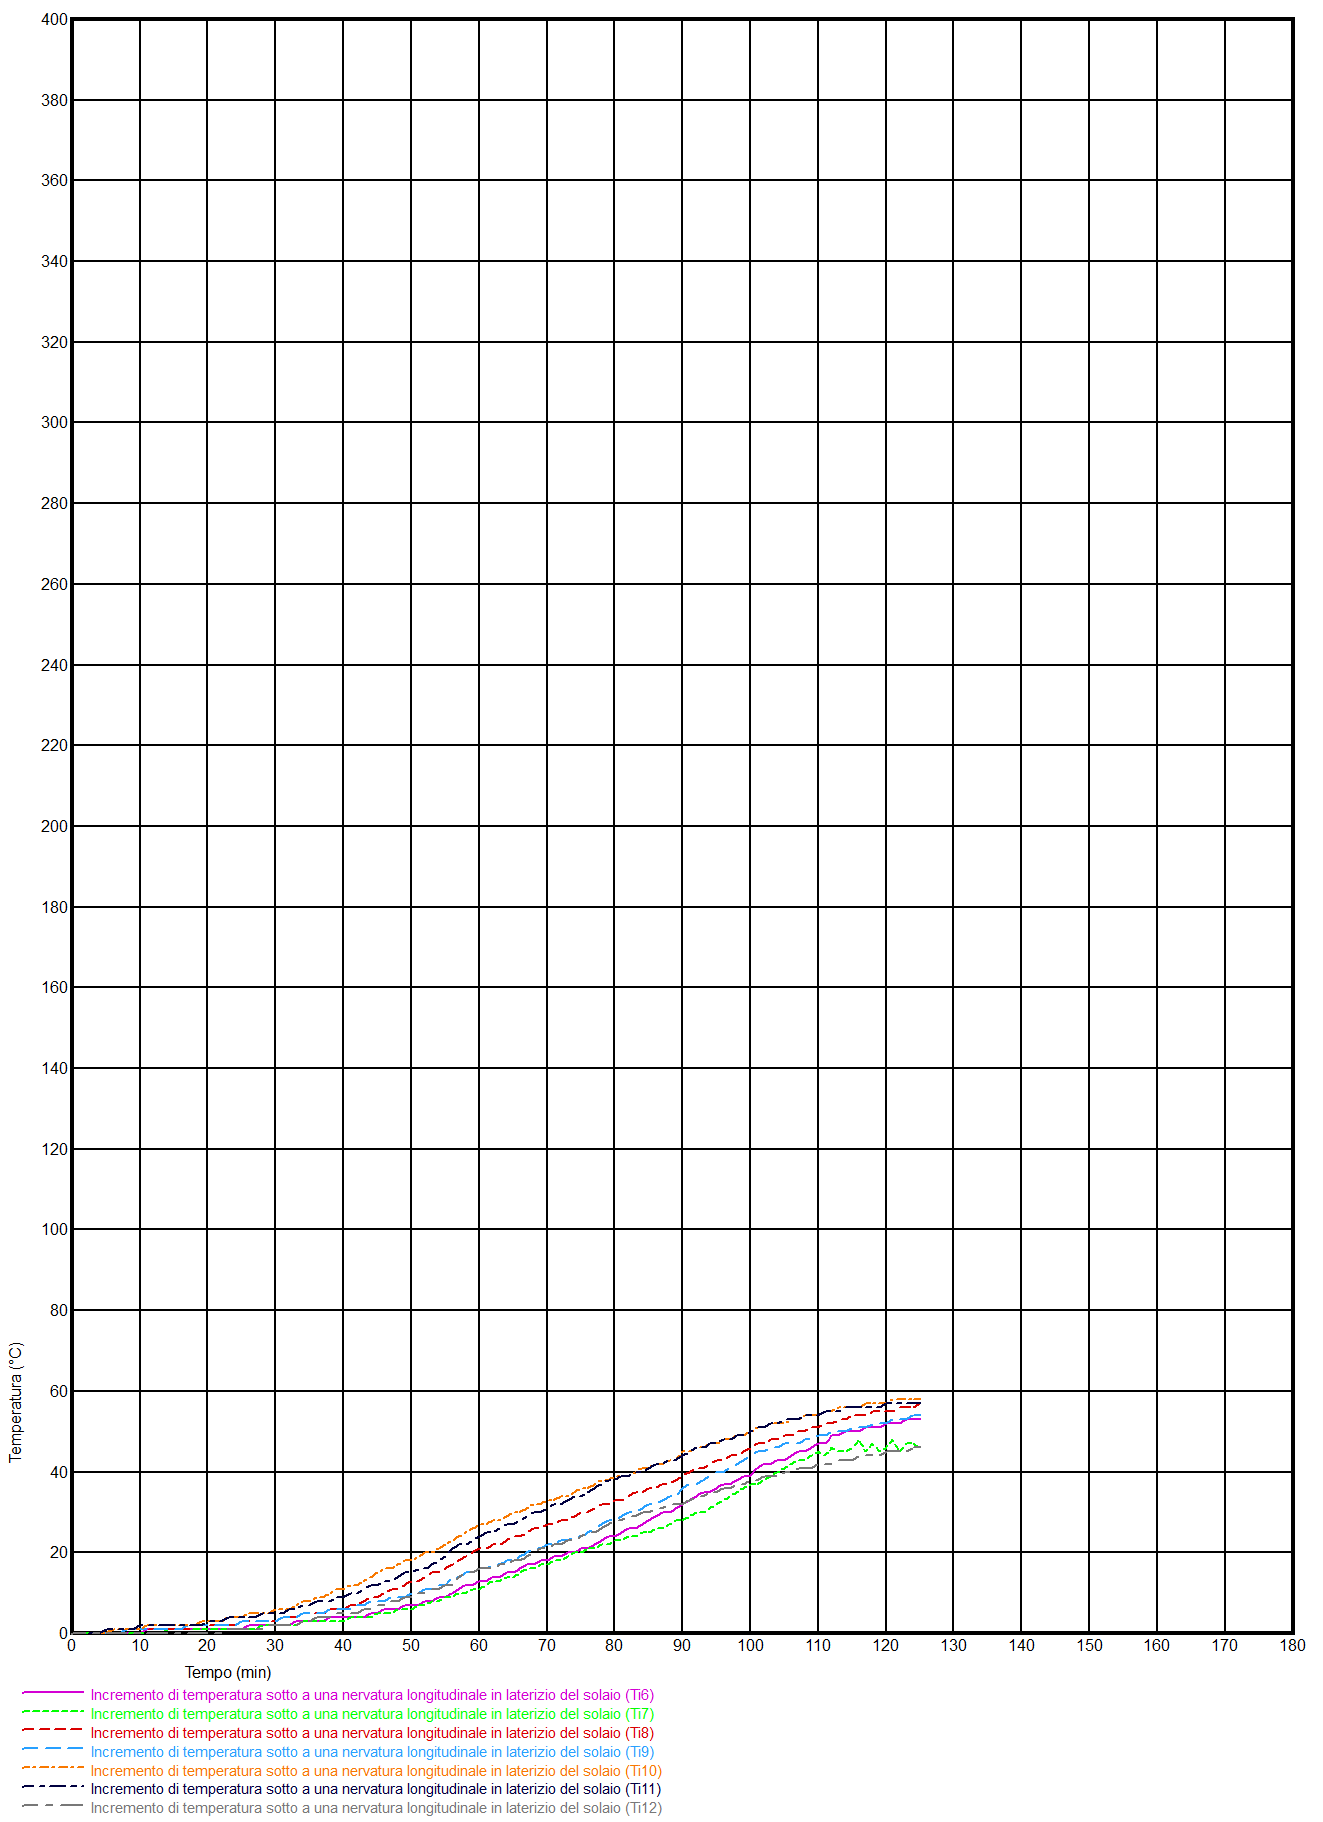 400
380
360
340
320
300
280
260
240
220
200
180
160
140
120
100
80
60
40
20
0
Temperatura (°C)
0 10 20 30 40 50 60 70 80 90 100 110 120 130 140 150 160 170 180
Tempo (min)
Incremento di temperatura sotto a una nervatura longitudinale in laterizio del solaio (Ti6)
Incremento di temperatura sotto a una nervatura longitudinale in laterizio del solaio (Ti7)
Incremento di temperatura sotto a una nervatura longitudinale in laterizio del solaio (Ti8)
Incremento di temperatura sotto a una nervatura longitudinale in laterizio del solaio (Ti9)
Incremento di temperatura sotto a una nervatura longitudinale in laterizio del solaio (Ti10)
Incremento di temperatura sotto a una nervatura longitudinale in laterizio del solaio (Ti11)
Incremento di temperatura sotto a una nervatura longitudinale in laterizio del solaio (Ti12)